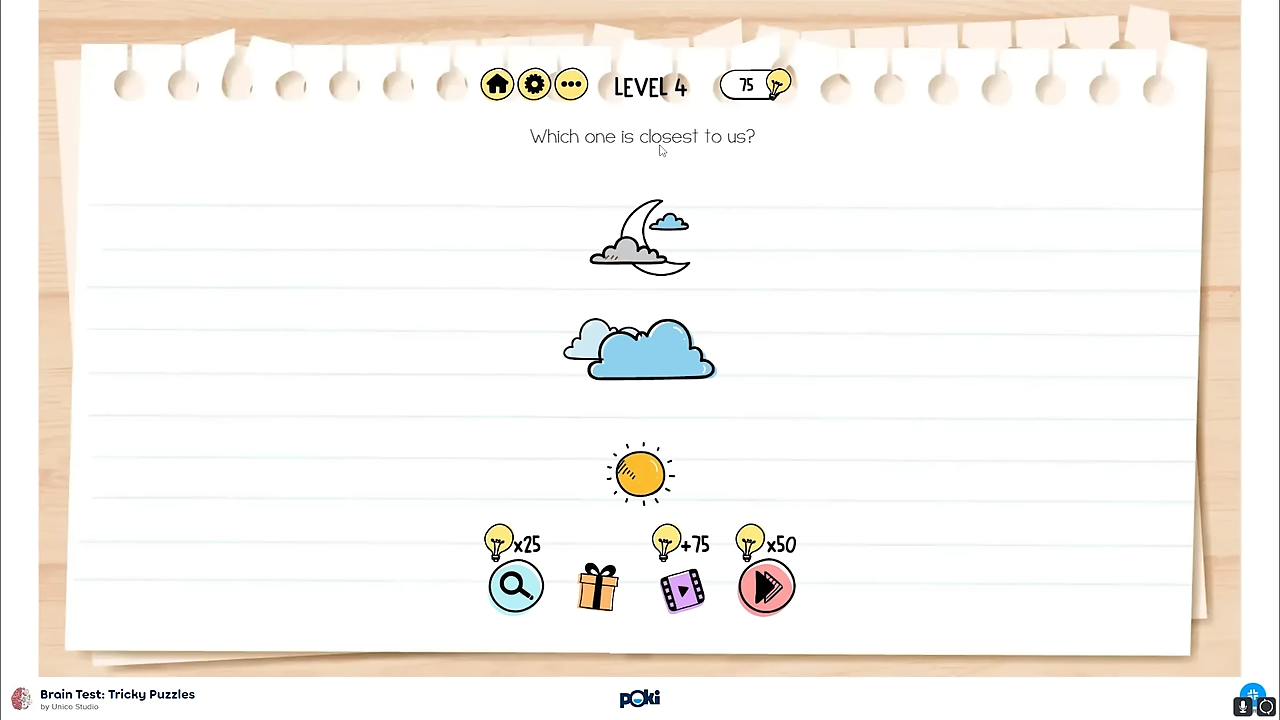 LEVEL 4
75
Which one is closest to us?
x25
+75
x50
Brain Test: Tricky Puzzles
by Unico Studio
POKi